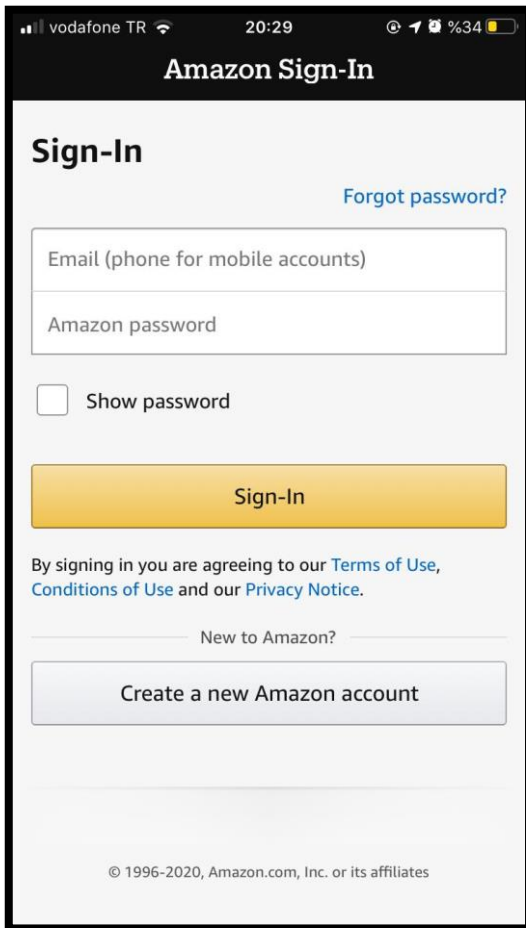 vodafone TR 20:29 %34
Amazon Sign-In
Sign-In
Forgot password?
Email (phone for mobile accounts)
Amazon password
Show password
Sign-In
By signing in you are agreeing to our Terms of Use,
Conditions of Use and our Privacy Notice.
New to Amazon?
Create a new Amazon account
© 1996-2020, Amazon.com, Inc. or its affiliates